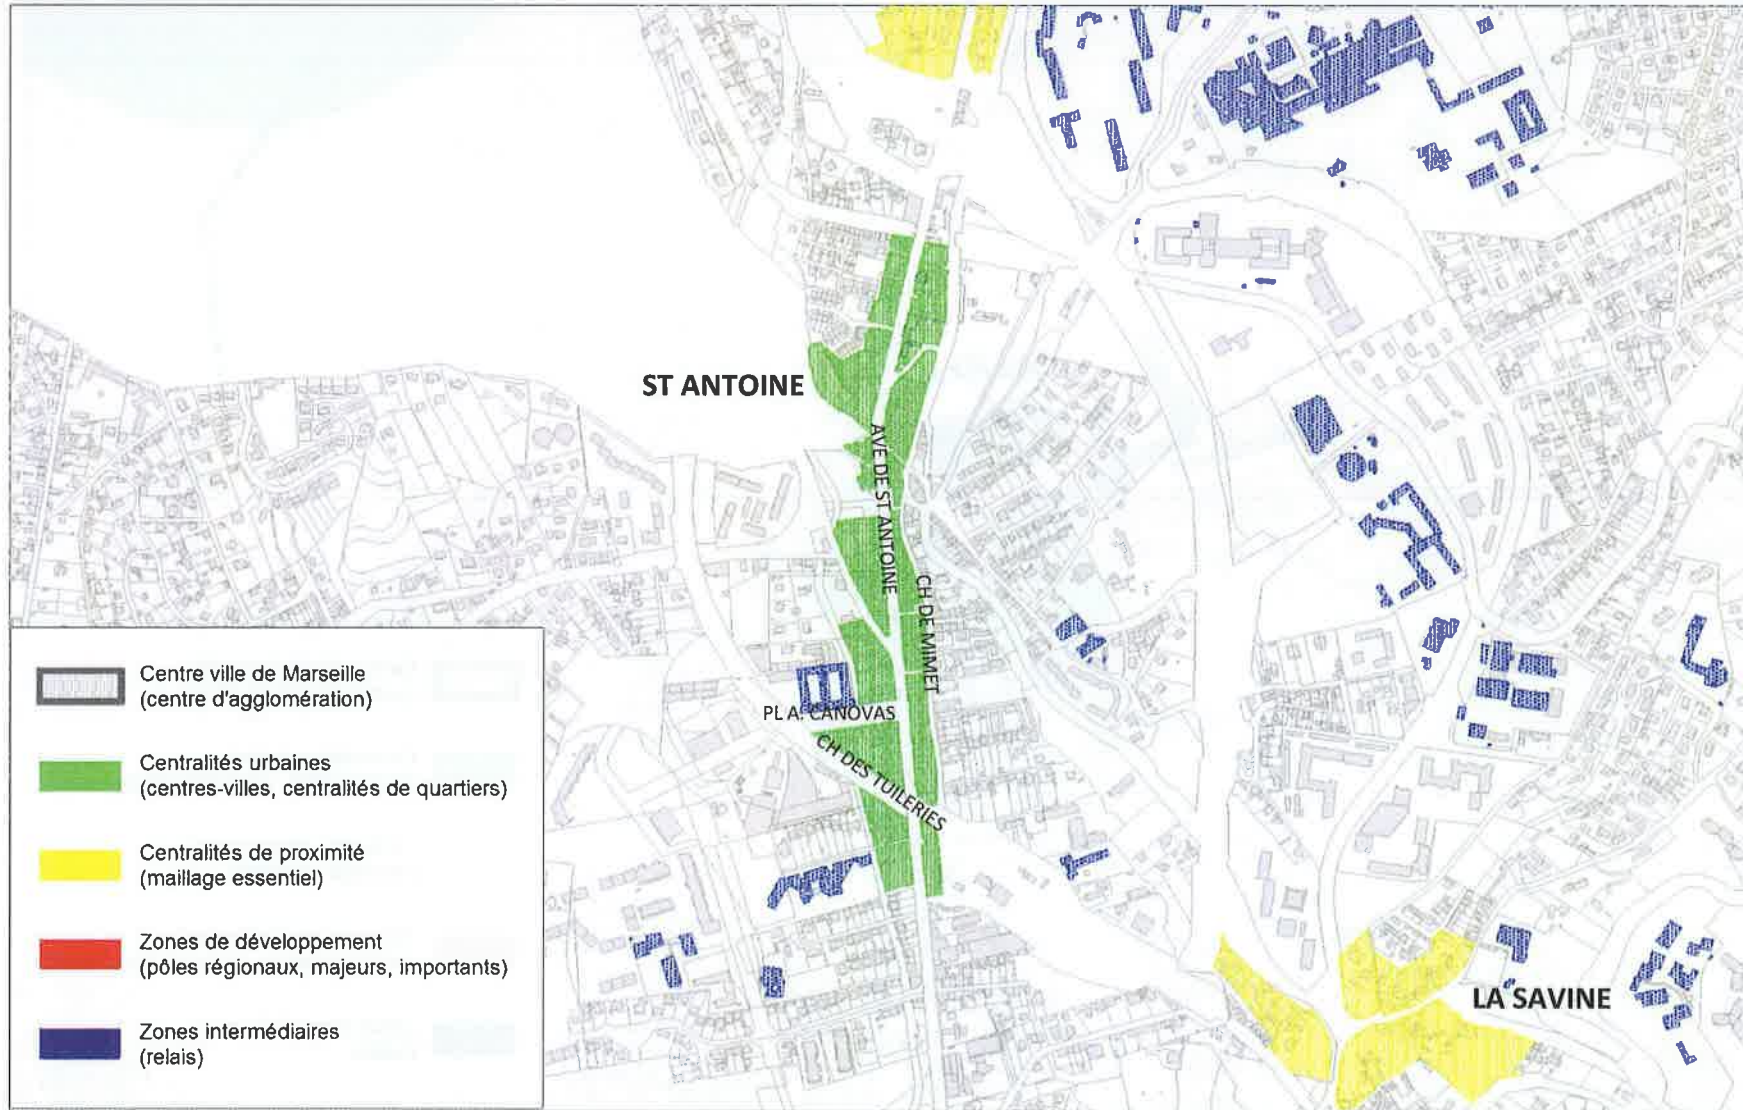 ST ANTOINE
AVE DE ST ANTOINE
CH DE MIMET
PL A. CANOVAS
CH DES TUILERIES
LA SAVINE
Centre ville de Marseille
(centre d'agglomération)
Centralités urbaines
(centres-villes, centralités de quartiers)
Centralités de proximité
(maillage essentiel)
Zones de développement
(pôles régionaux, majeurs, importants)
Zones intermédiaires
(relais)